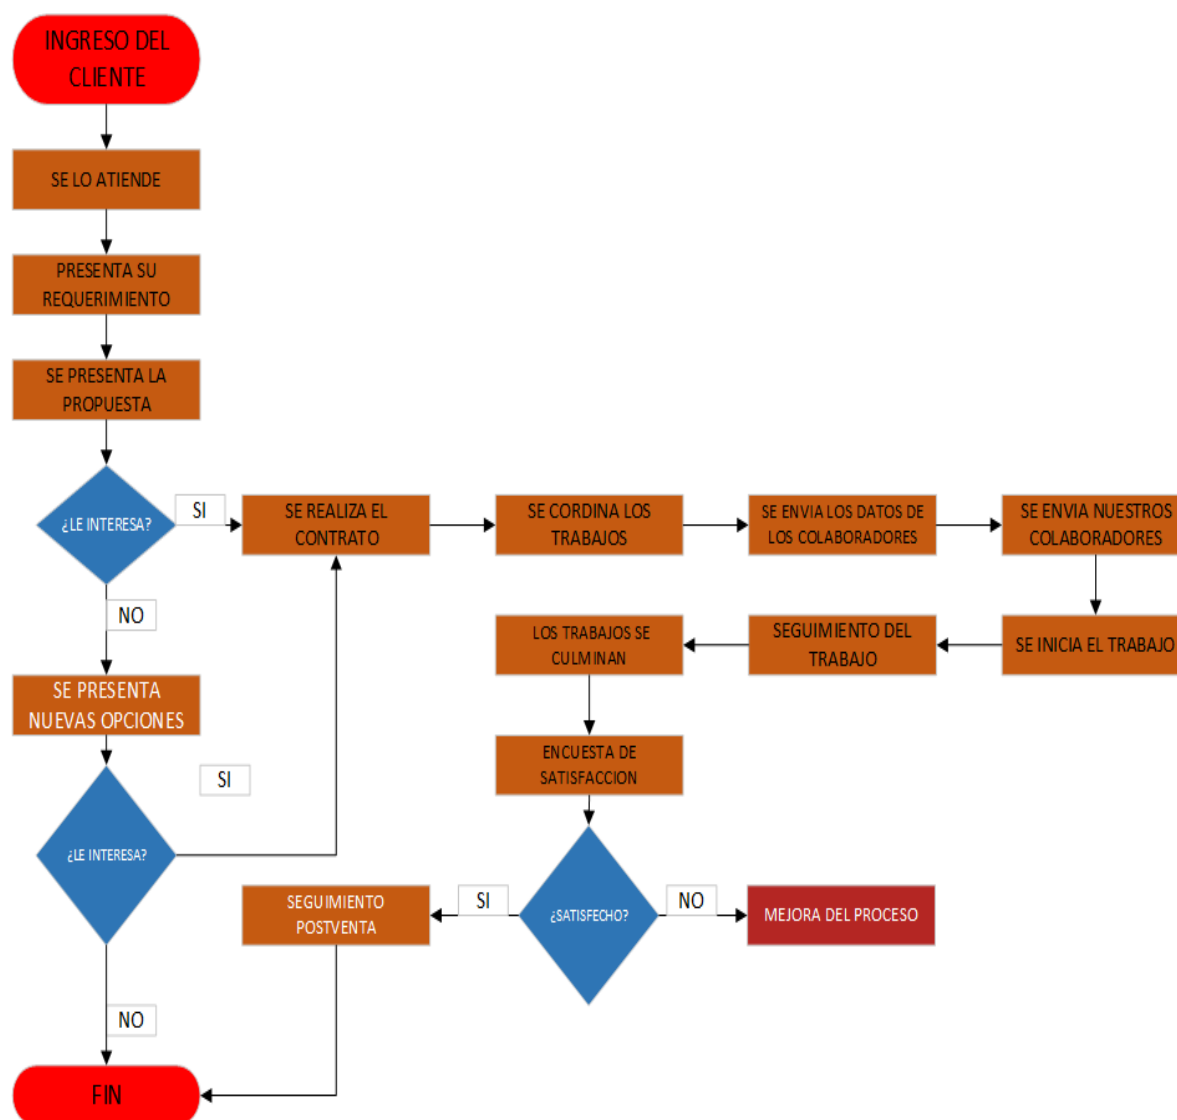 INGRESO DEL
CLIENTE
SE LO ATIENDE
PRESENTA SU
REQUERIMIENTO
SE PRESENTA LA
PROPUESTA
¿LE INTERESA?
SI
SE REALIZA EL
CONTRATO
SE CORDINA LOS
TRABAJOS
SE ENVIA LOS DATOS DE
LOS COLABORADORES
SE ENVIA NUESTROS
COLABORADORES
NO
LOS TRABAJOS SE
CULMINAN
SEGUIMIENTO DEL
TRABAJO
SE INICIA EL TRABAJO
SE PRESENTA
NUEVAS OPCIONES
ENCUESTA DE
SATISFACCION
SI
¿LE INTERESA?
SEGUIMIENTO
POSTVENTA
SI
¿SATISFECHO?
NO
MEJORA DEL PROCESO
NO
FIN